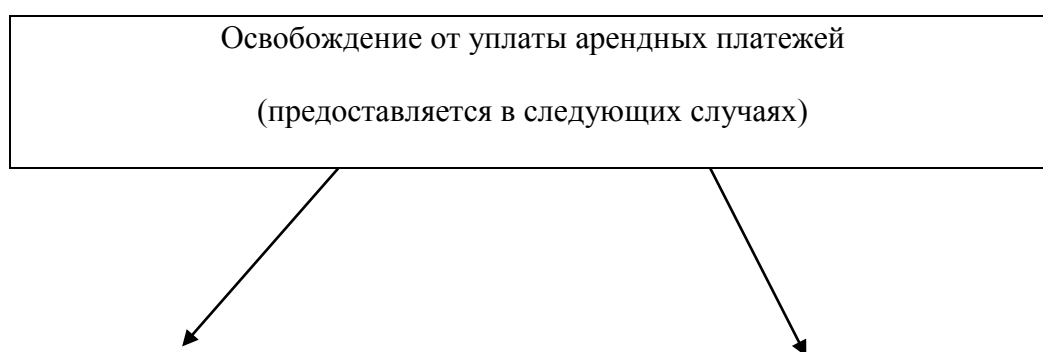 Освобождение от уплаты арендных платежей
(предоставляется в следующих случаях)